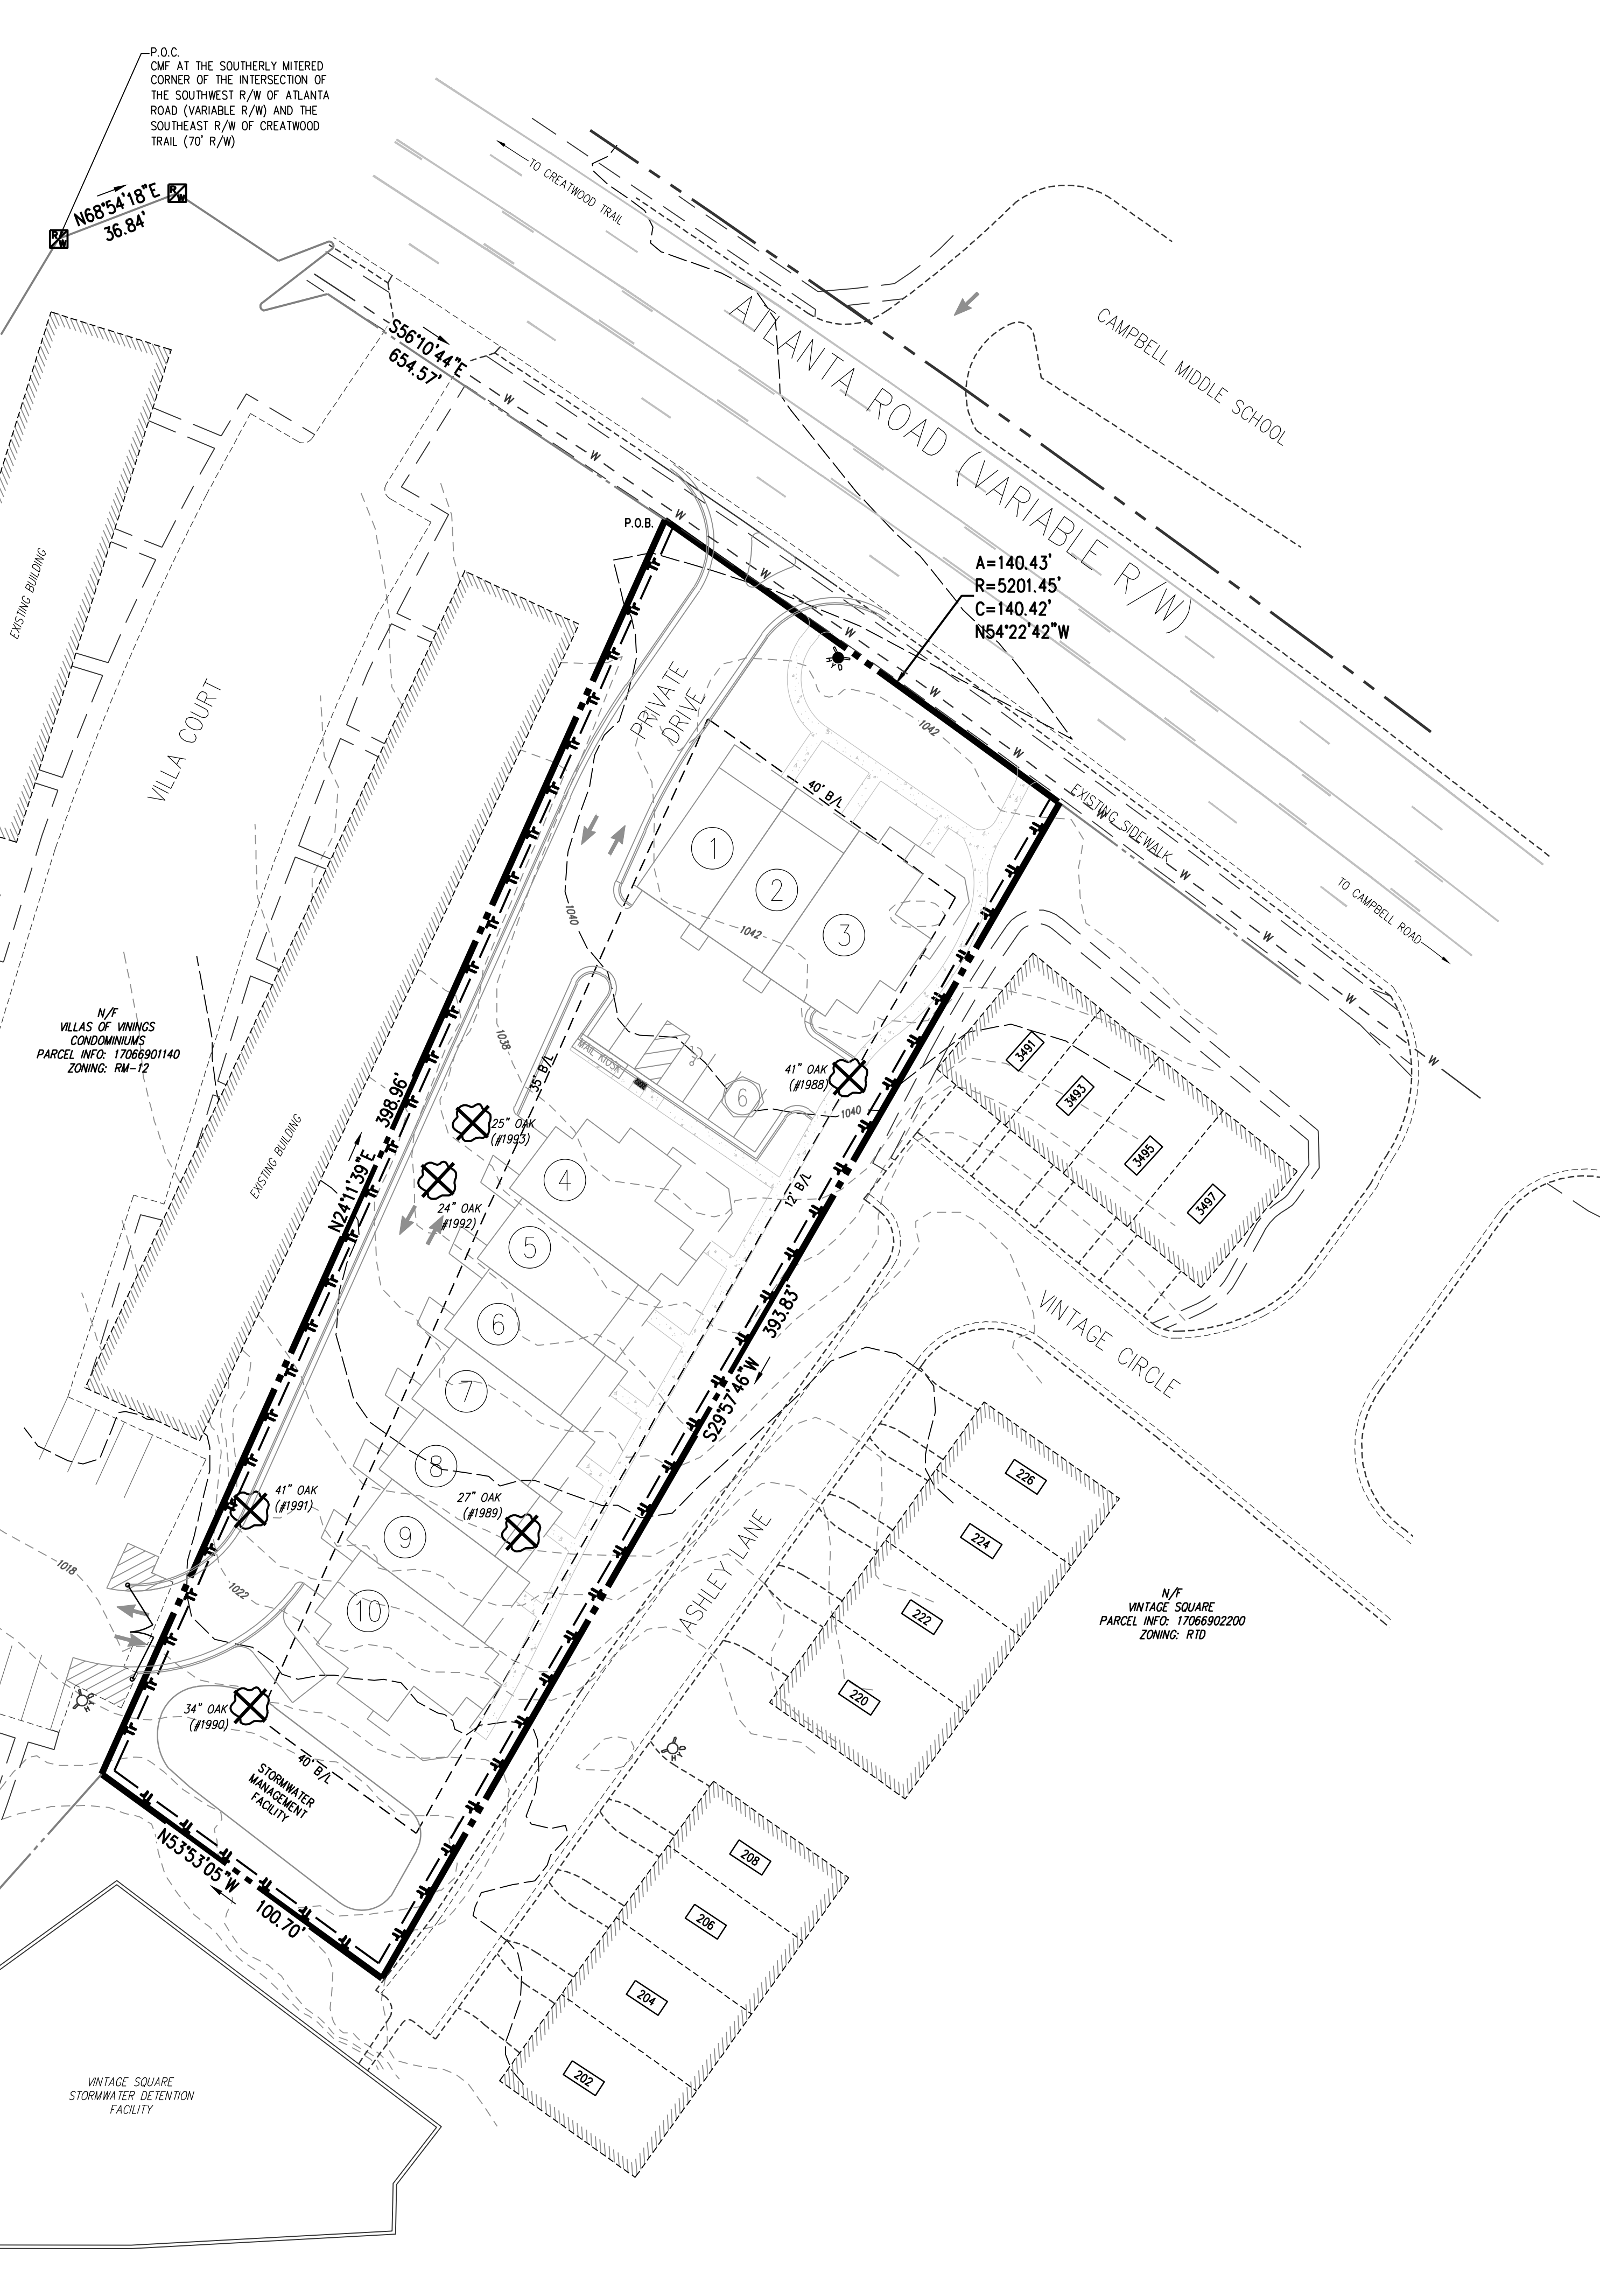 P.O.C.
CMF AT THE SOUTHERLY MITERED
CORNER OF THE INTERSECTION OF
THE SOUTHWEST R/W OF ATLANTA
ROAD (VARIABLE R/W) AND THE
SOUTHEAST R/W OF CREATWOOD
TRAIL (70' R/W)
R/W
R/W
N68°54'18"E
36.84'
TO CREATWOOD TRAIL
ATLANTA ROAD (VARIABLE R/W)
CAMPBELL MIDDLE SCHOOL
S56°10'44"E
654.57'
W
W
W
W
W
W
W
W
W
W
W
W
W
P.O.B.
A=140.43'
R=5201.45'
C=140.42'
N54°22'42"W
EXISTING BUILDING
VILLA COURT
PRIVATE
DRIVE
1042
40' B/L
EXISTING SIDEWALK
TO CAMPBELL ROAD
1
2
3
1040
1042
N/F
VILLAS OF VININGS
CONDOMINIUMS
PARCEL INFO: 17066901140
ZONING: RM-12
1038
35' B/L
MAIL KIOSK
6
41" OAK
(#1988)
1040
3491
3493
3495
3497
398.96'
N24°11'39"E
25" OAK
(#1993)
24" OAK
(#1992)
EXISTING BUILDING
12' B/L
4
5
6
7
8
9
10
393.83'
S29°57'46"W
VINTAGE CIRCLE
41" OAK
(#1991)
27" OAK
(#1989)
ASHLEY LANE
226
224
222
220
N/F
VINTAGE SQUARE
PARCEL INFO: 17066902200
ZONING: RTD
1018
1022
34" OAK
(#1990)
40' B/L
STORMWATER
MANAGEMENT
FACILITY
N53°53'05"W
100.70'
208
206
204
202
VINTAGE SQUARE
STORMWATER DETENTION
FACILITY